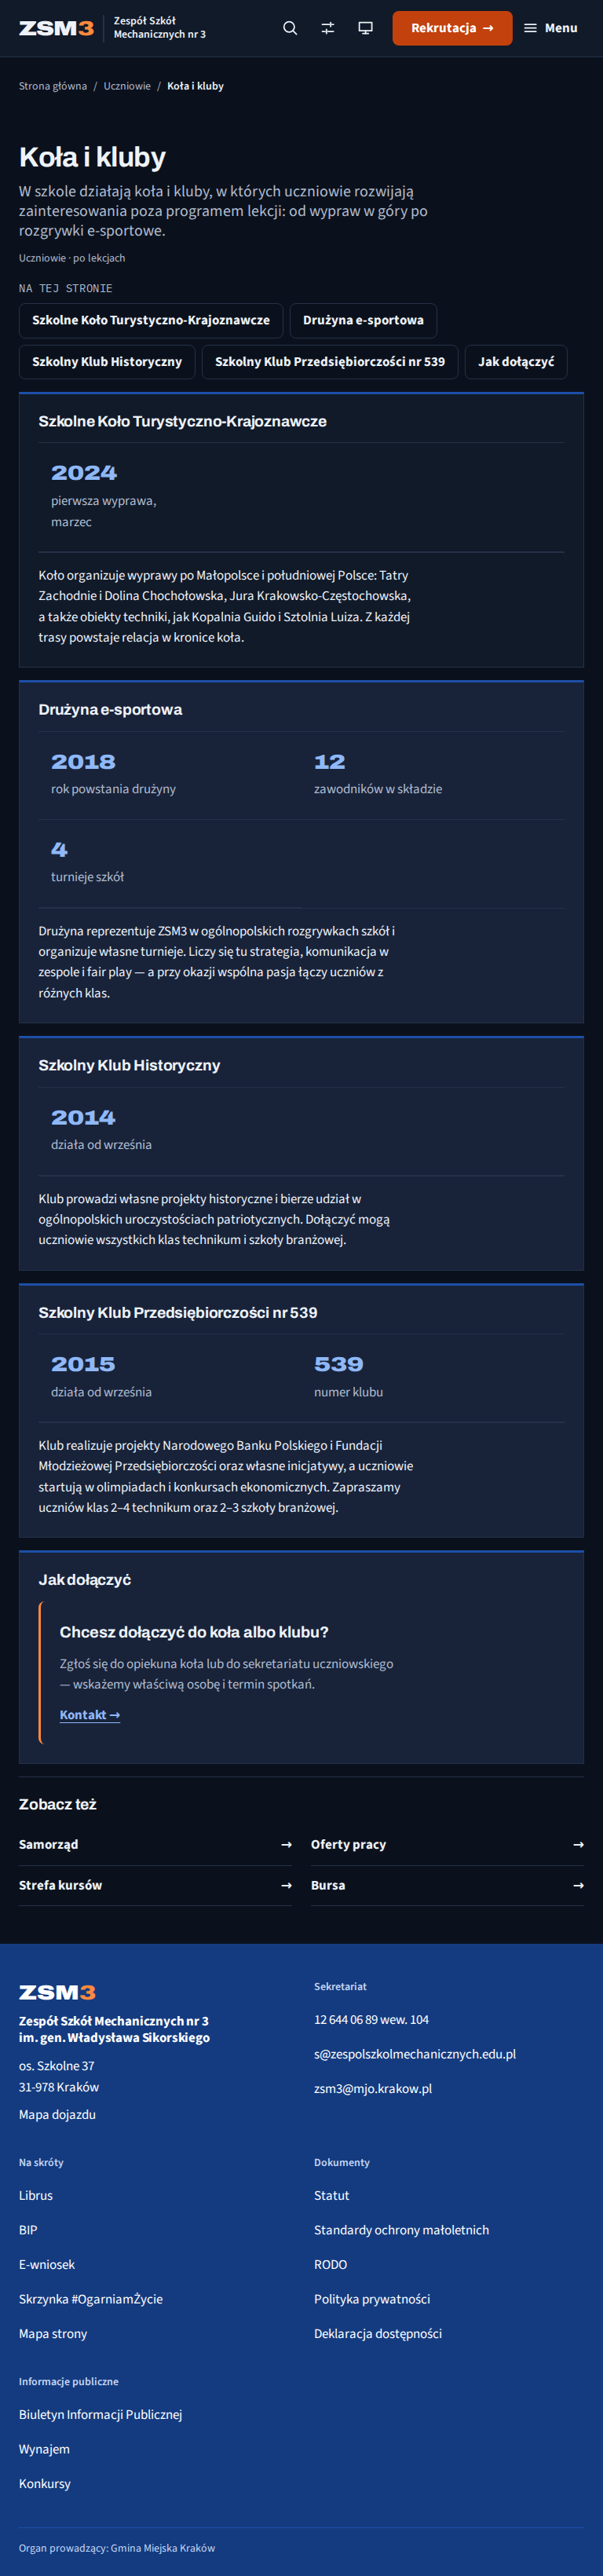 ZSM3
Zespół Szkół
Mechanicznych nr 3
Rekrutacja →
Menu
Strona główna / Uczniowie / Koła i kluby
Koła i kluby
W szkole działają koła i kluby, w których uczniowie rozwijają
zainteresowania poza programem lekcji: od wypraw w góry po
rozgrywki e-sportowe.
Uczniowie · po lekcjach
NA TEJ STRONIE
Szkolne Koło Turystyczno-Krajoznawcze
Drużyna e-sportowa
Szkolny Klub Historyczny
Szkolny Klub Przedsiębiorczości nr 539
Jak dołączyć
Szkolne Koło Turystyczno-Krajoznawcze
2024
pierwsza wyprawa,
marzec
Koło organizuje wyprawy po Małopolsce i południowej Polsce: Tatry
Zachodnie i Dolina Chochołowska, Jura Krakowsko-Częstochowska,
a także obiekty techniki, jak Kopalnia Guido i Sztolnia Luiza. Z każdej
trasy powstaje relacja w kronice koła.
Drużyna e-sportowa
2018
rok powstania drużyny
12
zawodników w składzie
4
turnieje szkół
Drużyna reprezentuje ZSM3 w ogólnopolskich rozgrywkach szkół i
organizuje własne turnieje. Liczy się tu strategia, komunikacja w
zespole i fair play — a przy okazji wspólna pasja łączy uczniów z
różnych klas.
Szkolny Klub Historyczny
2014
działa od września
Klub prowadzi własne projekty historyczne i bierze udział w
ogólnopolskich uroczystościach patriotycznych. Dołączyć mogą
uczniowie wszystkich klas technikum i szkoły branżowej.
Szkolny Klub Przedsiębiorczości nr 539
2015
działa od września
539
numer klubu
Klub realizuje projekty Narodowego Banku Polskiego i Fundacji
Młodzieżowej Przedsiębiorczości oraz własne inicjatywy, a uczniowie
startują w olimpiadach i konkursach ekonomicznych. Zapraszamy
uczniów klas 2–4 technikum oraz 2–3 szkoły branżowej.
Jak dołączyć
Chcesz dołączyć do koła albo klubu?
Zgłoś się do opiekuna koła lub do sekretariatu uczniowskiego
— wskażemy właściwą osobę i termin spotkań.
Kontakt →
Zobacz też
Samorząd →
Oferty pracy →
Strefa kursów →
Bursa →
ZSM3
Zespół Szkół Mechanicznych nr 3
im. gen. Władysława Sikorskiego
os. Szkolne 37
31-978 Kraków
Mapa dojazdu
Sekretariat
12 644 06 89 wew. 104
s@zespolszkolmechanicznych.edu.pl
zsm3@mjo.krakow.pl
Na skróty
Librus
BIP
E-wniosek
Skrzynka #OgarniamŻycie
Mapa strony
Dokumenty
Statut
Standardy ochrony małoletnich
RODO
Polityka prywatności
Deklaracja dostępności
Informacje publiczne
Biuletyn Informacji Publicznej
Wynajem
Konkursy
Organ prowadzący: Gmina Miejska Kraków